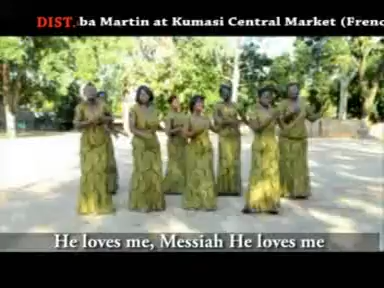 DIST. ba Martin at Kumasi Central Market (Frenc
He loves me, Messiah He loves me